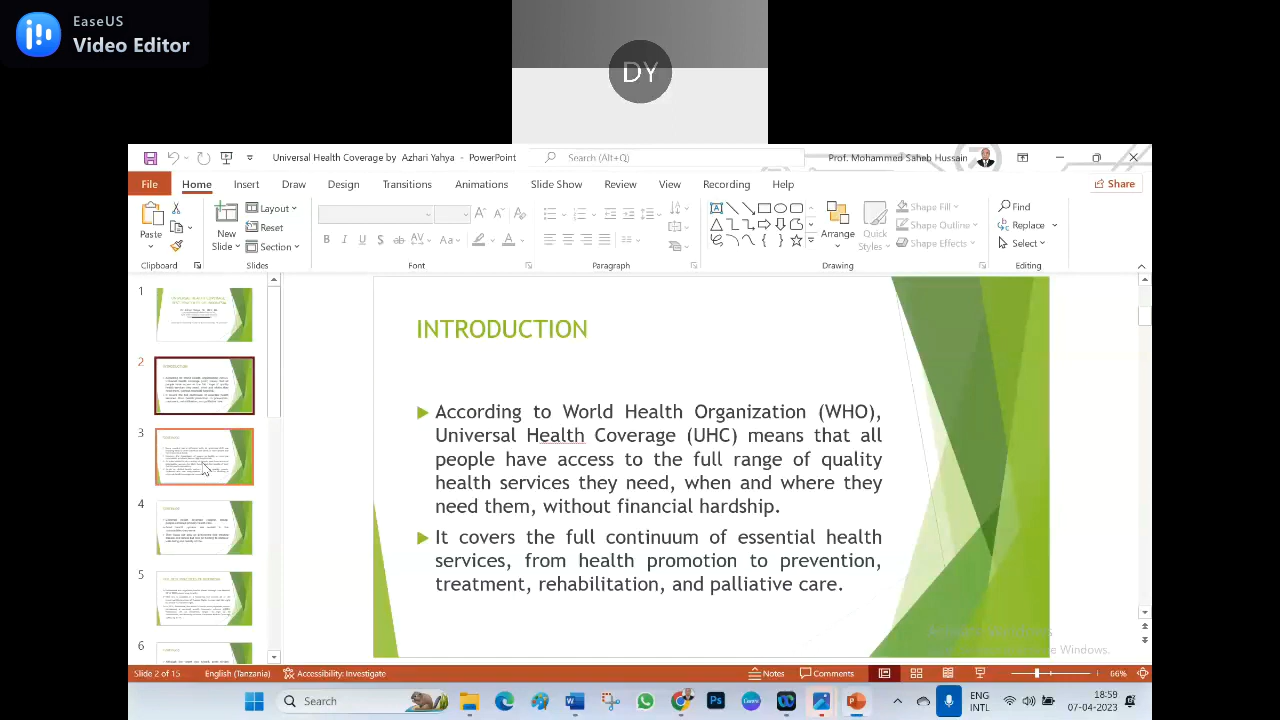 EaseUS
Video Editor
DY
Universal Health Coverage by Azhari Yahya - PowerPoint
Search (Alt+Q)
Prof. Mohammed Saheb Hussain
File Home Insert Draw Design Transitions Animations Slide Show Review View Recording Help Share
Paste
New
Slide
Layout
Reset
Section
Arrange
Quick
Styles
Shape Fill
Shape Outline
Shape Effects
Find
Replace
Select
Clipboard Slides Font Paragraph Drawing Editing
1
2
3
4
5
6
INTRODUCTION
According to World Health Organization (WHO),
Universal Health Coverage (UHC) means that all
people have access to the full range of quality
health services they need, when and where they
need them, without financial hardship.
It covers the full continuum of essential health
services, from health promotion to prevention,
treatment, rehabilitation, and palliative care.
Slide 2 of 15 English (Tanzania) Accessibility: Investigate Notes Comments 66%
Search
ENG
INTL
18:59
07-04-2023